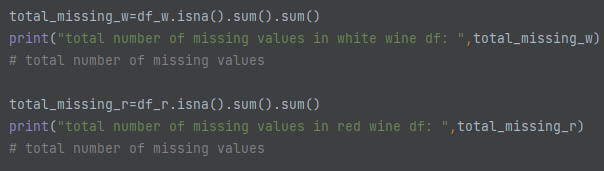 total_missing_w=df_w.isna().sum().sum()
print("total number of missing values in white wine df: ",total_missing_w)
# total number of missing values
total_missing_r=df_r.isna().sum().sum()
print("total number of missing values in red wine df: ",total_missing_r)
# total number of missing values